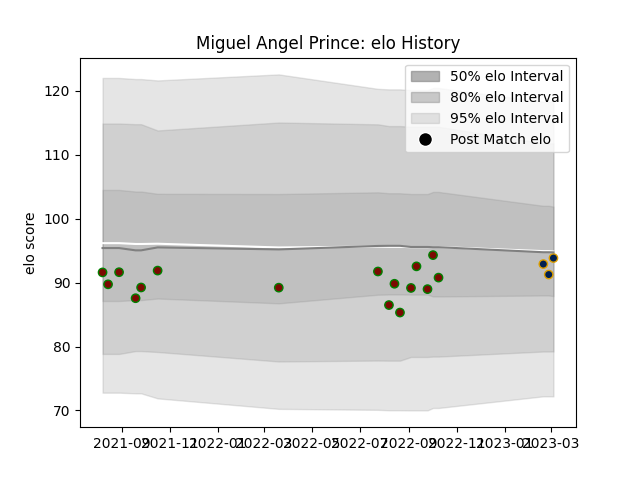 Miguel Angel Prince: elo History
50% elo Interval
80% elo Interval
95% elo Interval
Post Match elo
elo score
120
110
100
90
80
70
2021-09
2021-11
2022-01
2022-03
2022-05
2022-07
2022-09
2022-11
2023-01
2023-03